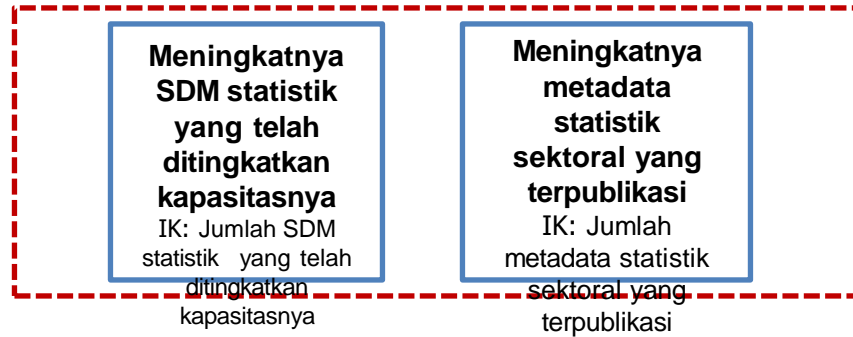 Meningkatnya
SDM statistik
yang telah
ditingkatkan
kapasitasnya
IK: Jumlah SDM
statistik yang telah
ditingkatkan
kapasitasnya
Meningkatnya
metadata
statistik
sektoral yang
terpublikasi
IK: Jumlah
metadata statistik
sektoral yang
terpublikasi